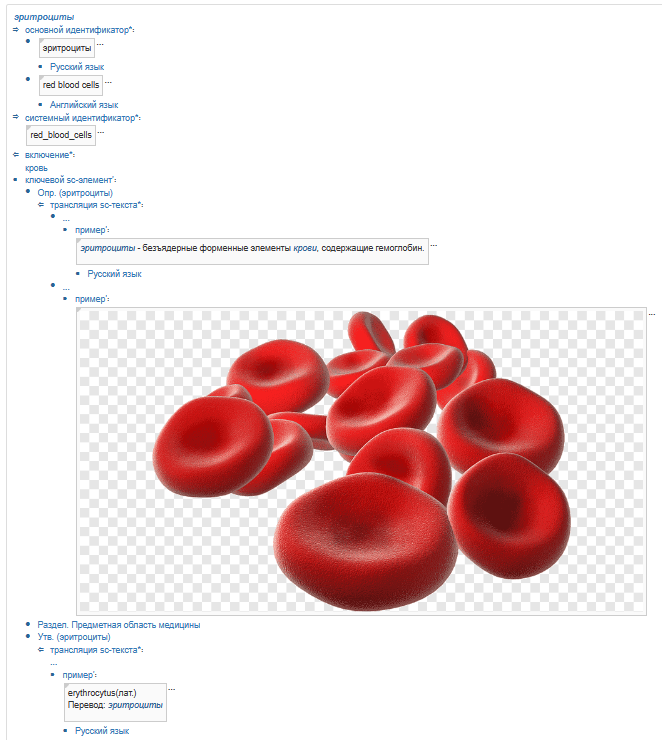 эритроциты
⇒ основной идентификатор*:
• эритроциты ...
• Русский язык
• red blood cells ...
• Английский язык
⇒ системный идентификатор*:
red_blood_cells ...
⇐ включение*:
кровь
• ключевой sc-элемент':
• Опр. (эритроциты)
⇐ трансляция sc-текста*:
• ...
• пример':
эритроциты - безъядерные форменные элементы крови, содержащие гемоглобин. ...
• Русский язык
• ...
• пример':
...
• Раздел. Предметная область медицины
• Утв. (эритроциты)
⇐ трансляция sc-текста*:
...
• пример':
erythrocytus(лат.) ...
Перевод: эритроциты
• Русский язык